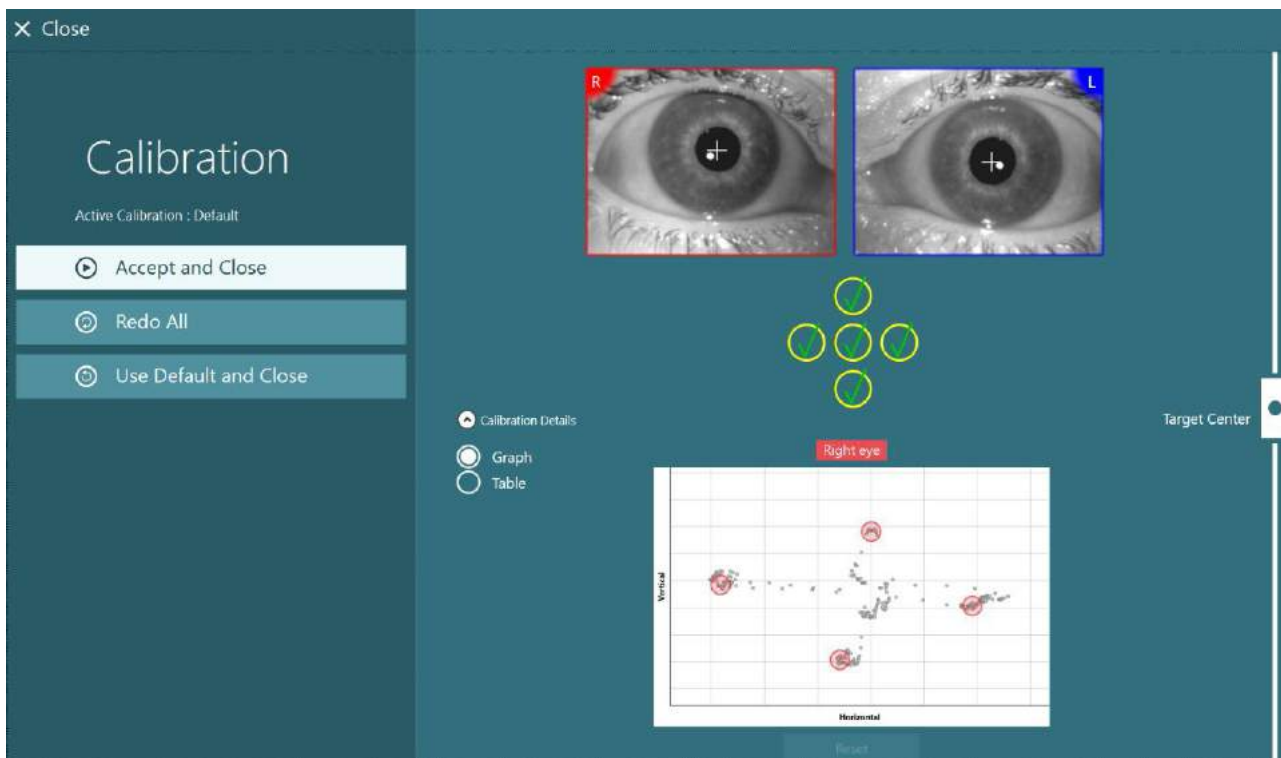 Close
Calibration
Active Calibration : Default
Accept and Close
Redo All
Use Default and Close
R
L
Calibration Details
Graph
Table
Target Center
Right eye
Vertical
Horizontal
Reset